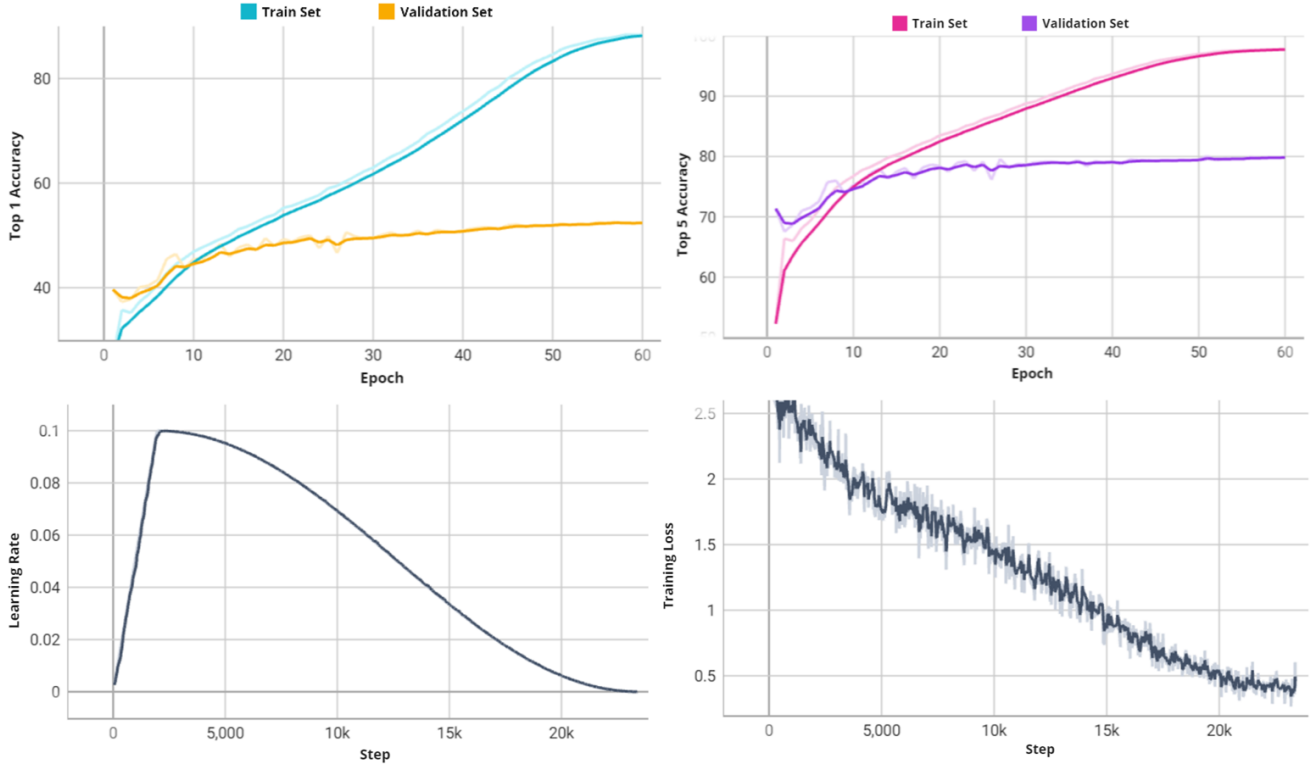 Train Set Validation Set
Top 1 Accuracy
80
60
40
0 10 20 30 40 50 60
Epoch
Train Set Validation Set
Top 5 Accuracy
100
90
80
70
60
50
0 10 20 30 40 50 60
Epoch
Learning Rate
0.1
0.08
0.06
0.04
0.02
0
0 5,000 10k 15k 20k
Step
Training Loss
2.5
2
1.5
1
0.5
0 5,000 10k 15k 20k
Step